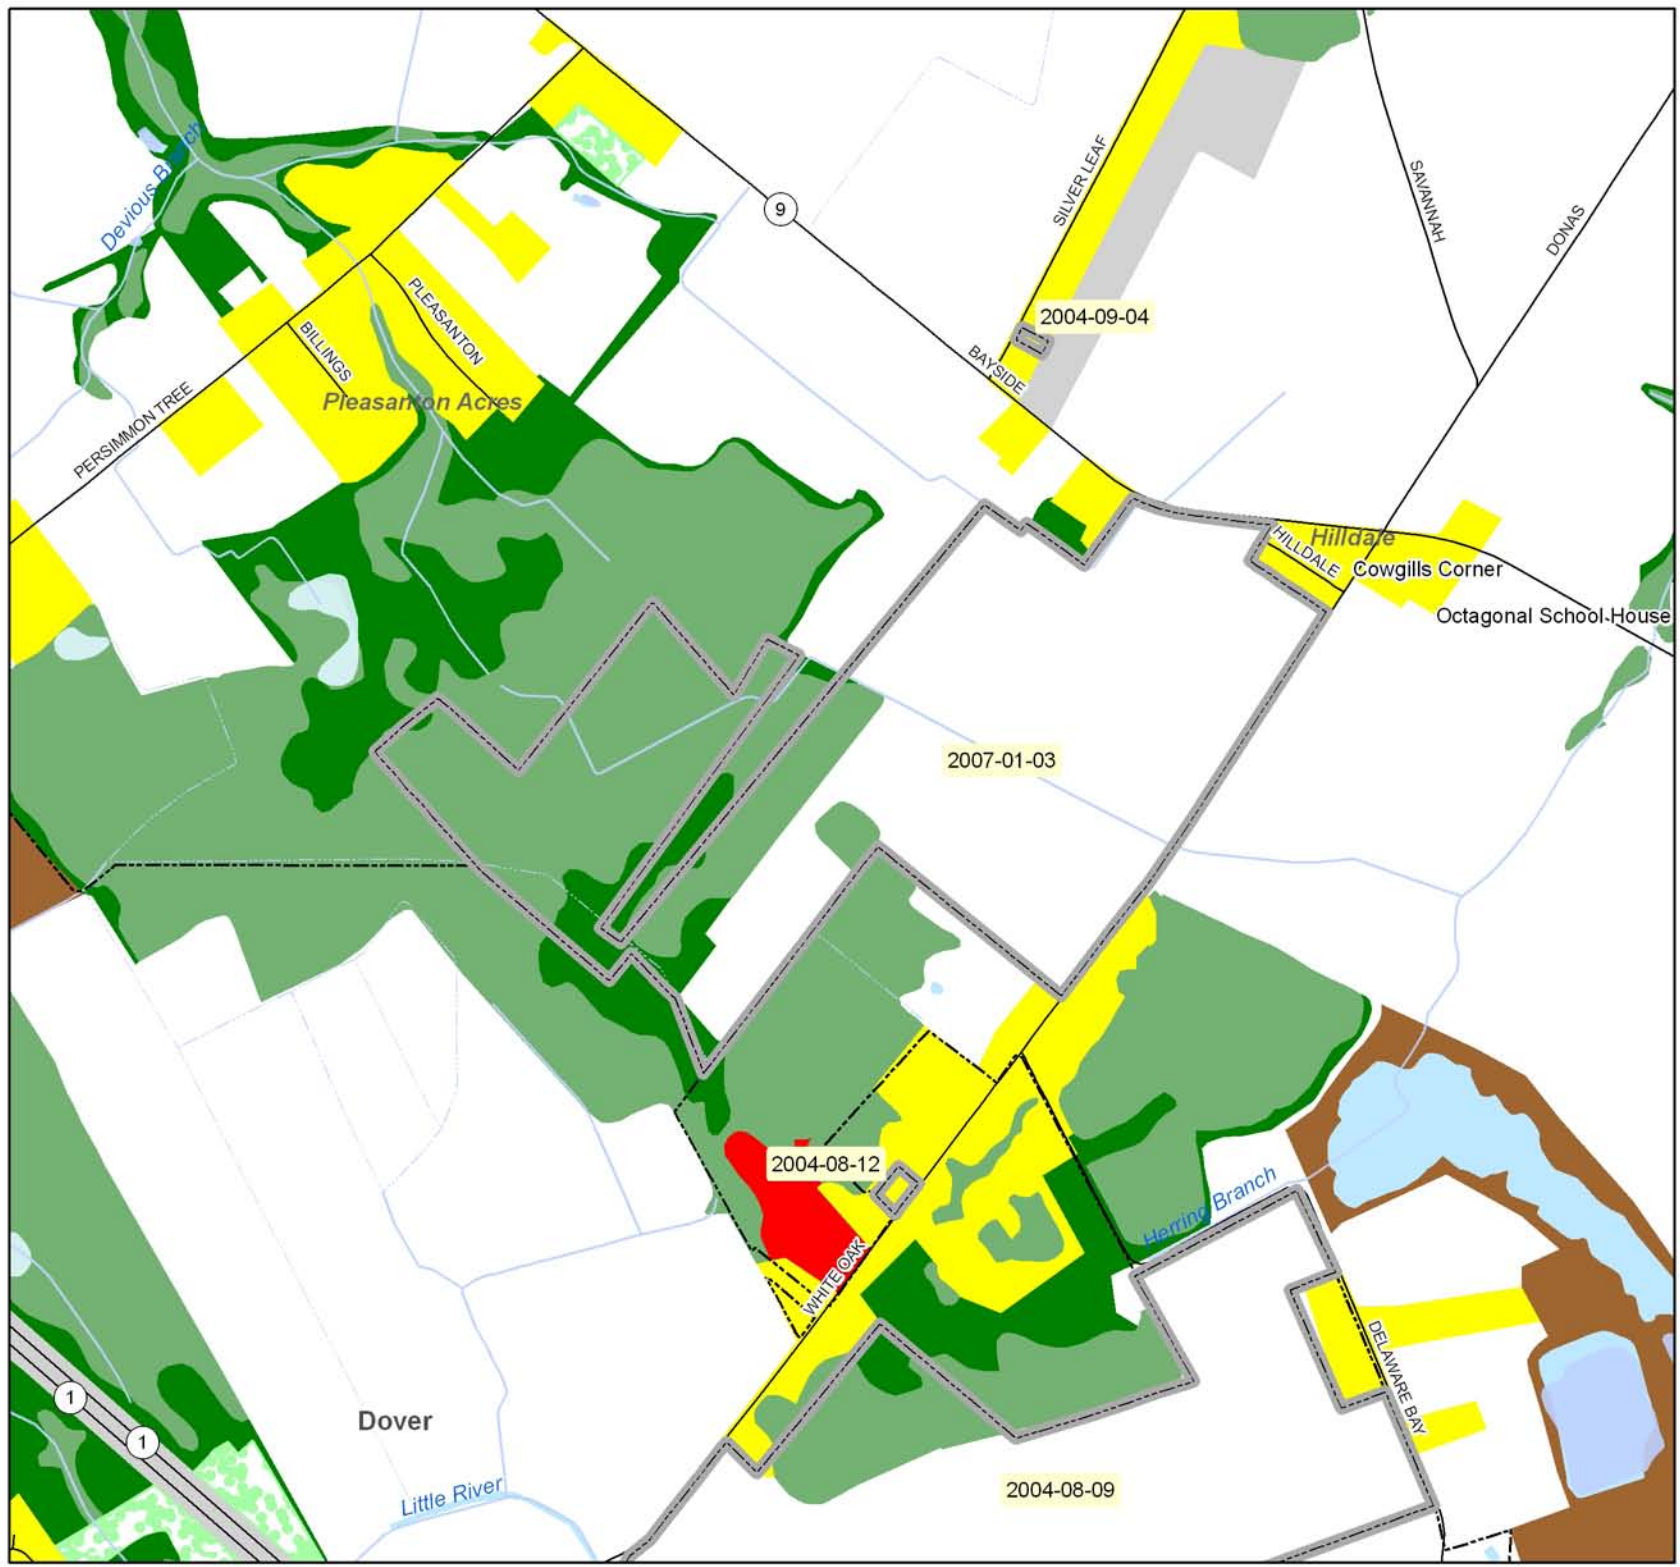 Devious Branch
9
SILVER LEAF
SAVANNAH
DONAS
2004-09-04
PLEASANTON
BILLINGS
BAYSIDE
Pleasanton Acres
PERSIMMON TREE
Hilldale
HILLDALE
Cowgills Corner
Octagonal School House
2007-01-03
2004-08-12
Herring Branch
WHITE OAK
DELAWARE BAY
1
1
Dover
Little River
2004-08-09